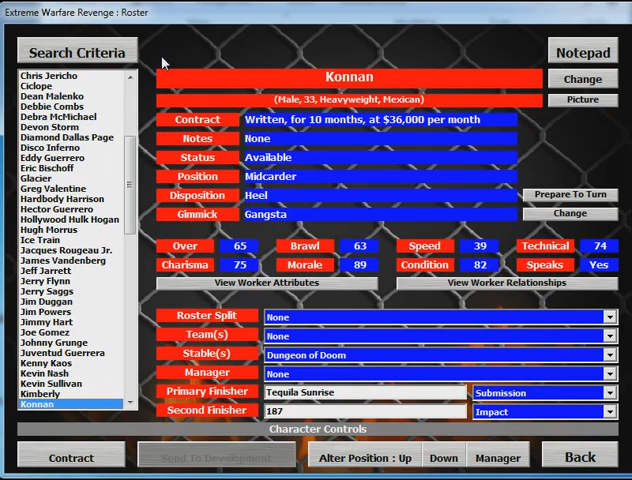 Extreme Warfare Revenge : Roster
Search Criteria
Notepad
Chris Jericho
Ciclope
Dean Malenko
Debbie Combs
Debra McMichael
Devon Storm
Diamond Dallas Page
Disco Inferno
Eddy Guerrero
Eric Bischoff
Glacier
Greg Valentine
Hardbody Harrison
Hector Guerrero
Hollywood Hulk Hogan
Hugh Morrus
Ice Train
Jacques Rougeau Jr.
James Vandenberg
Jeff Jarrett
Jerry Flynn
Jerry Saggs
Jim Duggan
Jim Powers
Jimmy Hart
Joe Gomez
Johnny Grunge
Juventud Guerrera
Kenny Kaos
Kevin Nash
Kevin Sullivan
Kimberly
Konnan
Konnan
Change
(Male, 33, Heavyweight, Mexican)
Picture
Contract Written, for 10 months, at $36,000 per month
Notes None
Status Available
Position Midcarder
Disposition Heel Prepare To Turn
Gimmick Gangsta Change
Over 65 Brawl 63 Speed 39 Technical 74
Charisma 75 Morale 89 Condition 82 Speaks Yes
View Worker Attributes View Worker Relationships
Roster Split None
Team(s) None
Stable(s) Dungeon of Doom
Manager None
Primary Finisher Tequila Sunrise Submission
Second Finisher 187 Impact
Character Controls
Contract Send To Development Alter Position : Up Down Manager Back